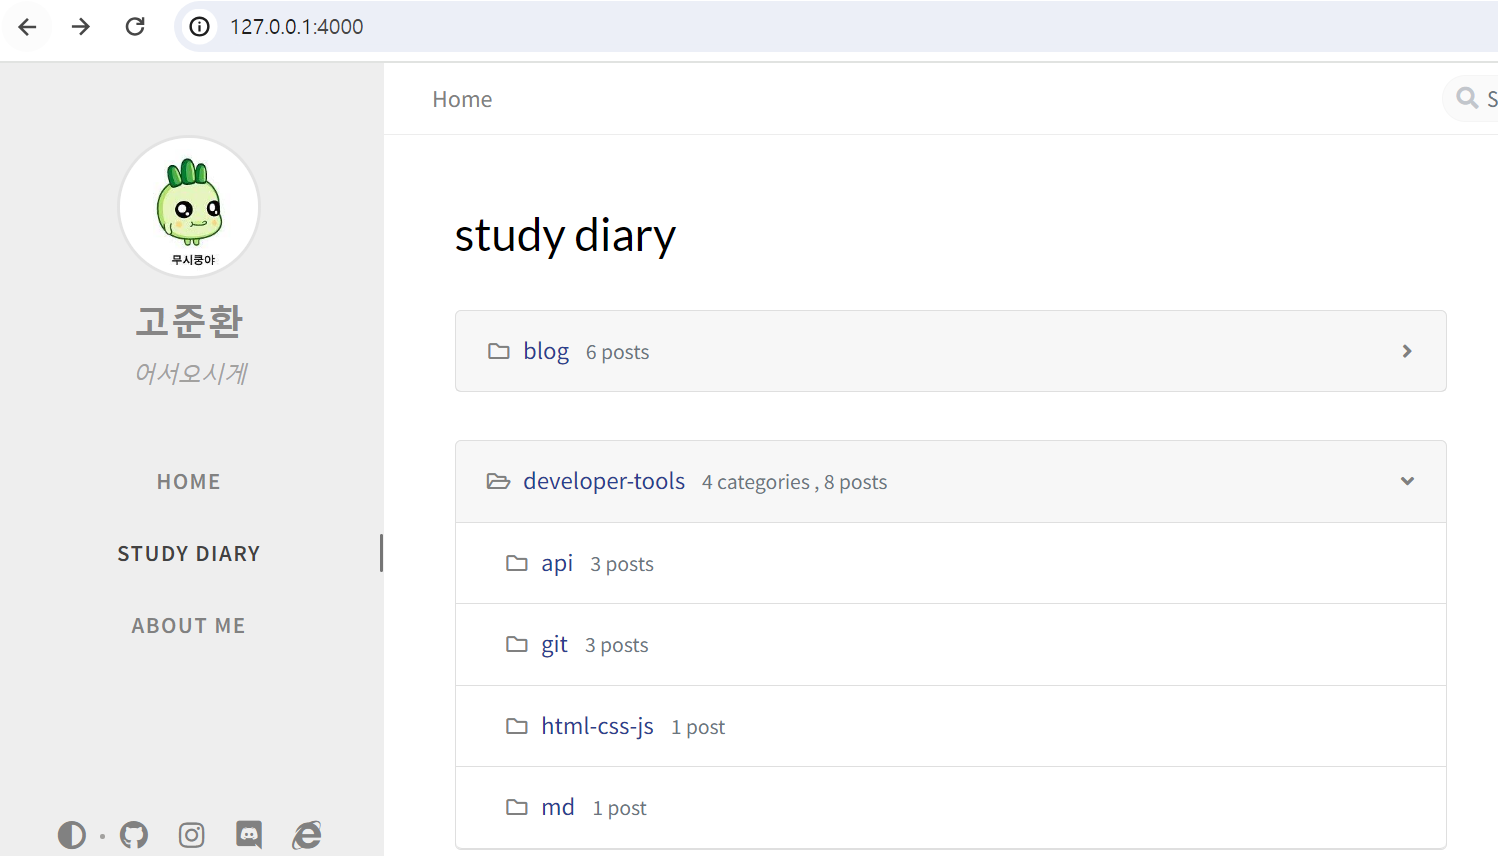 127.0.0.1:4000
무시쿵야
고준환
어서오시게
HOME
STUDY DIARY
ABOUT ME
Home
S
study diary
blog 6 posts
developer-tools 4 categories , 8 posts
api 3 posts
git 3 posts
html-css-js 1 post
md 1 post